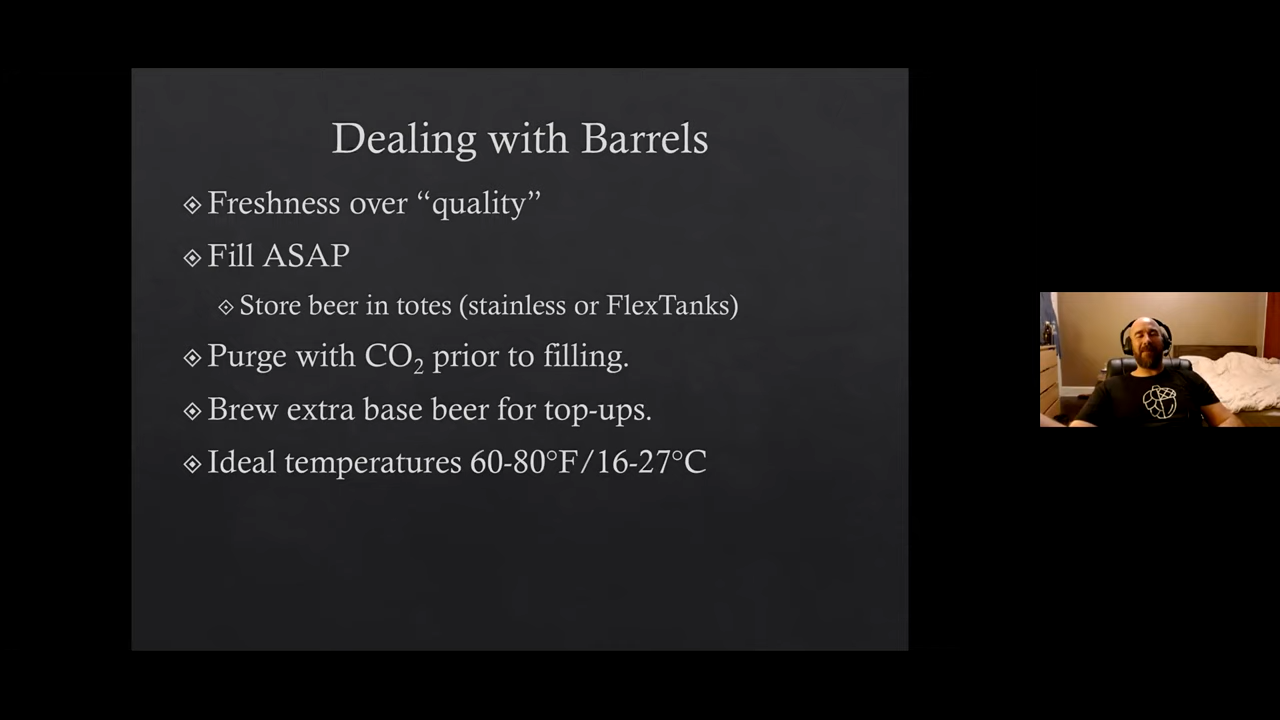 Dealing with Barrels
Freshness over “quality”
Fill ASAP
Store beer in totes (stainless or FlexTanks)
Purge with CO₂ prior to filling.
Brew extra base beer for top-ups.
Ideal temperatures 60-80°F/16-27°C